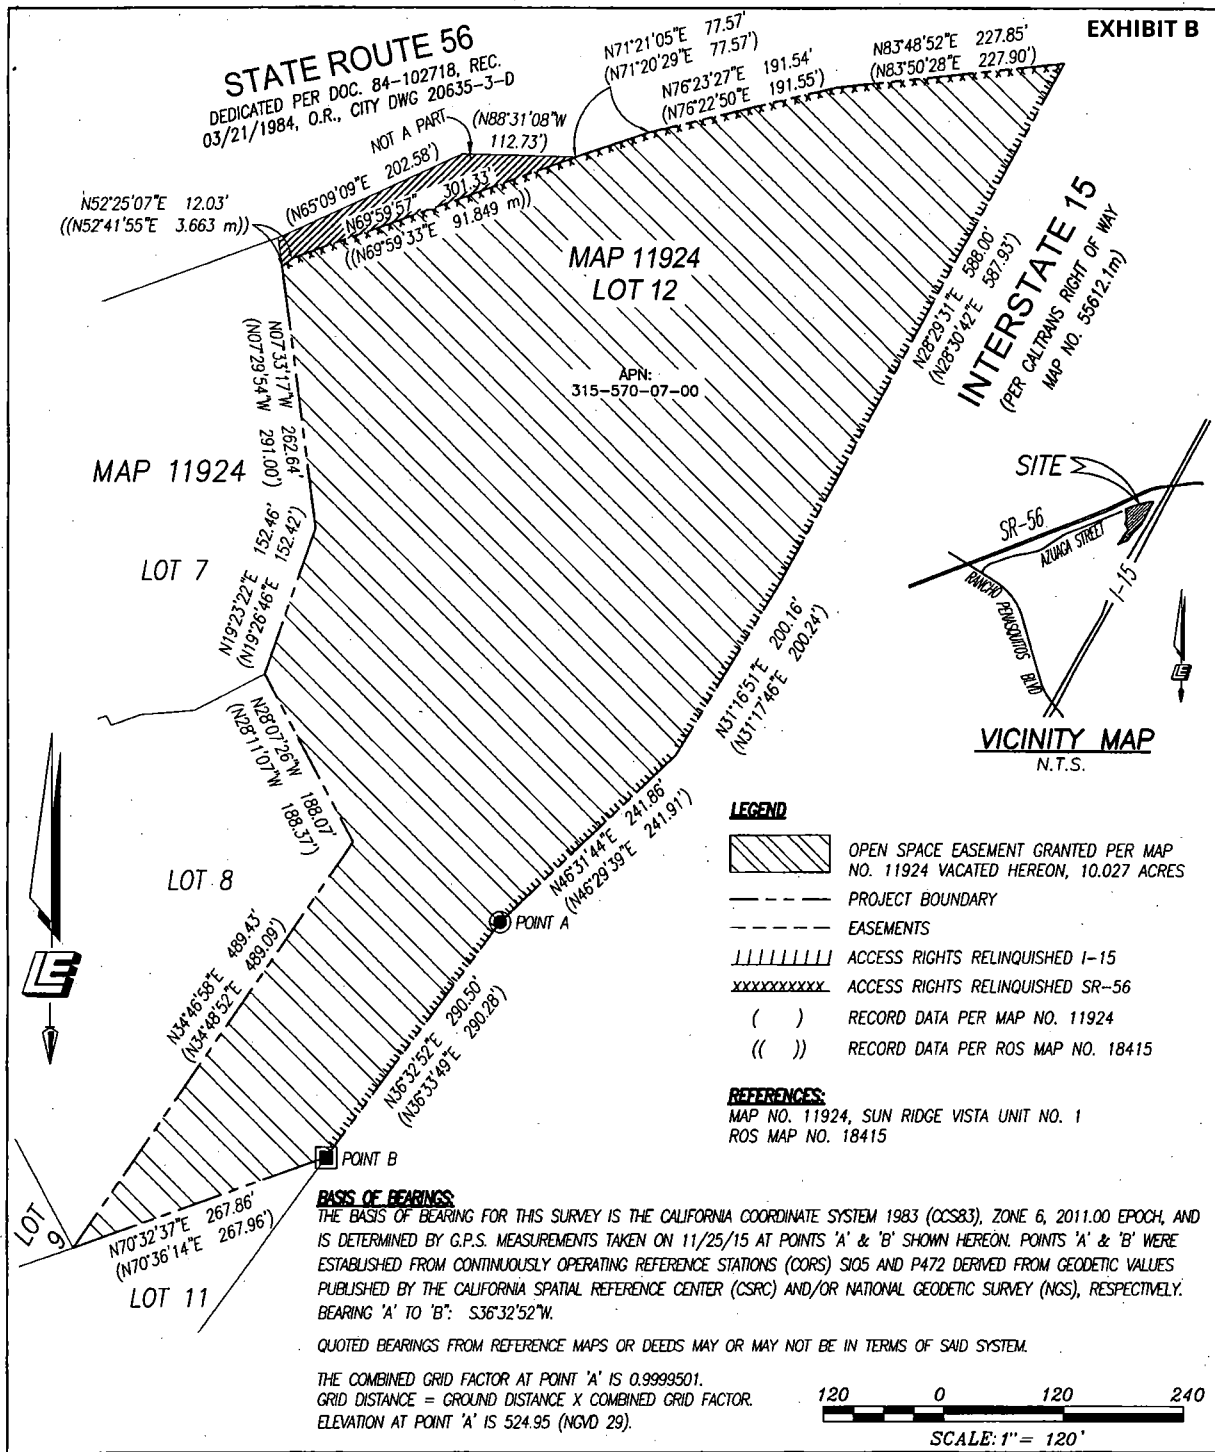 EXHIBIT B
STATE ROUTE 56
DEDICATED PER DOC. 84-102718, REC.
03/21/1984, O.R., CITY DWG 20635-3-D
N71°21'05"E 77.57'
(N71°20'29"E 77.57')
N76°23'27"E 191.54'
(N76°22'50"E 191.55')
N83°48'52"E 227.85'
(N83°50'28"E 227.90')
NOT A PART
(N88°31'08"W
112.73')
N52°25'07"E 12.03'
((N52°41'55"E 3.663 m))
(N65°09'09"E 202.58')
N69°59'57" 301.33'
((N69°59'33"E 91.849 m))
MAP 11924
LOT 12
APN:
315-570-07-00
N28°29'31"E 588.00'
(N28°30'42"E 587.93')
INTERSTATE 15
(PER CALTRANS RIGHT OF WAY
MAP NO. 55612.1m)
N07°33'17"W 262.64'
(N07°29'54"W 291.00')
MAP 11924
LOT 7
N19°23'22"E 152.46'
(N19°26'46"E 152.42')
SITE
SR-56
AZUAGA STREET
RANCHO PENASQUITOS BLVD
I-15
VICINITY MAP
N.T.S.
N31°16'51"E 200.16'
(N31°17'46"E 200.24')
N28°07'26"W 188.07'
(N28°11'07"W 188.37')
LOT 8
N46°31'44"E 241.86'
(N46°29'39"E 241.91')
POINT A
LEGEND
OPEN SPACE EASEMENT GRANTED PER MAP
NO. 11924 VACATED HEREON, 10.027 ACRES
PROJECT BOUNDARY
EASEMENTS
ACCESS RIGHTS RELINQUISHED I-15
xxxxxxxxxx ACCESS RIGHTS RELINQUISHED SR-56
( ) RECORD DATA PER MAP NO. 11924
(( )) RECORD DATA PER ROS MAP NO. 18415
N34°46'58"E 489.43'
(N34°48'52"E 489.09')
N36°32'52"E 290.50'
(N36°33'49"E 290.28')
REFERENCES:
MAP NO. 11924, SUN RIDGE VISTA UNIT NO. 1
ROS MAP NO. 18415
POINT B
LOT 9
N70°32'37"E 267.86'
(N70°36'14"E 267.96')
LOT 11
BASIS OF BEARINGS:
THE BASIS OF BEARING FOR THIS SURVEY IS THE CALIFORNIA COORDINATE SYSTEM 1983 (CCS83), ZONE 6, 2011.00 EPOCH, AND
IS DETERMINED BY G.P.S. MEASUREMENTS TAKEN ON 11/25/15 AT POINTS 'A' & 'B' SHOWN HEREON. POINTS 'A' & 'B' WERE
ESTABLISHED FROM CONTINUOUSLY OPERATING REFERENCE STATIONS (CORS) SIO5 AND P472 DERIVED FROM GEODETIC VALUES
PUBLISHED BY THE CALIFORNIA SPATIAL REFERENCE CENTER (CSRC) AND/OR NATIONAL GEODETIC SURVEY (NGS), RESPECTIVELY.
BEARING 'A' TO 'B': S36°32'52"W.
QUOTED BEARINGS FROM REFERENCE MAPS OR DEEDS MAY OR MAY NOT BE IN TERMS OF SAID SYSTEM.
THE COMBINED GRID FACTOR AT POINT 'A' IS 0.9999501.
GRID DISTANCE = GROUND DISTANCE X COMBINED GRID FACTOR.
ELEVATION AT POINT 'A' IS 524.95 (NGVD 29).
120 0 120 240
SCALE: 1"= 120'